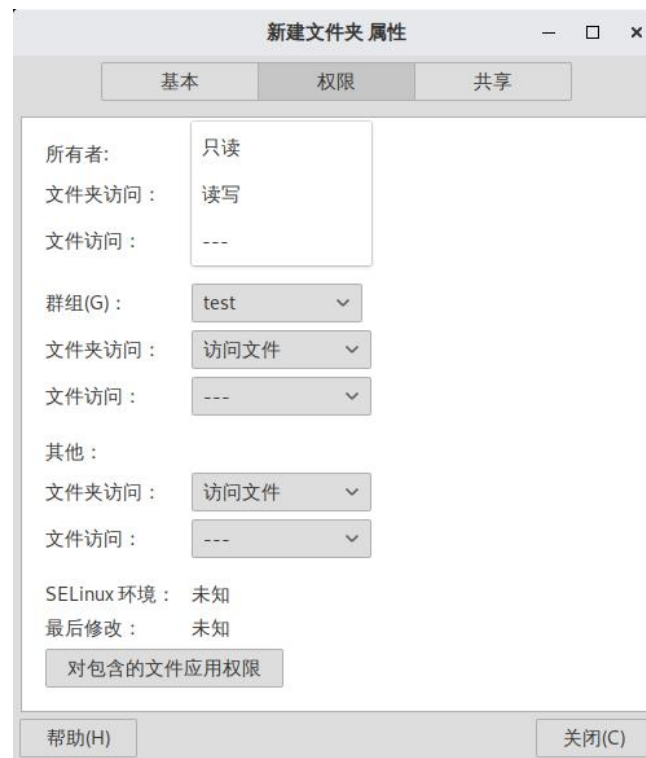 新建文件夹 属性
基本 权限 共享
所有者:
只读
文件夹访问：
读写
文件访问：
---
群组(G)：
test
文件夹访问：
访问文件
文件访问：
---
其他：
文件夹访问：
访问文件
文件访问：
---
SELinux 环境： 未知
最后修改： 未知
对包含的文件应用权限
帮助(H)
关闭(C)